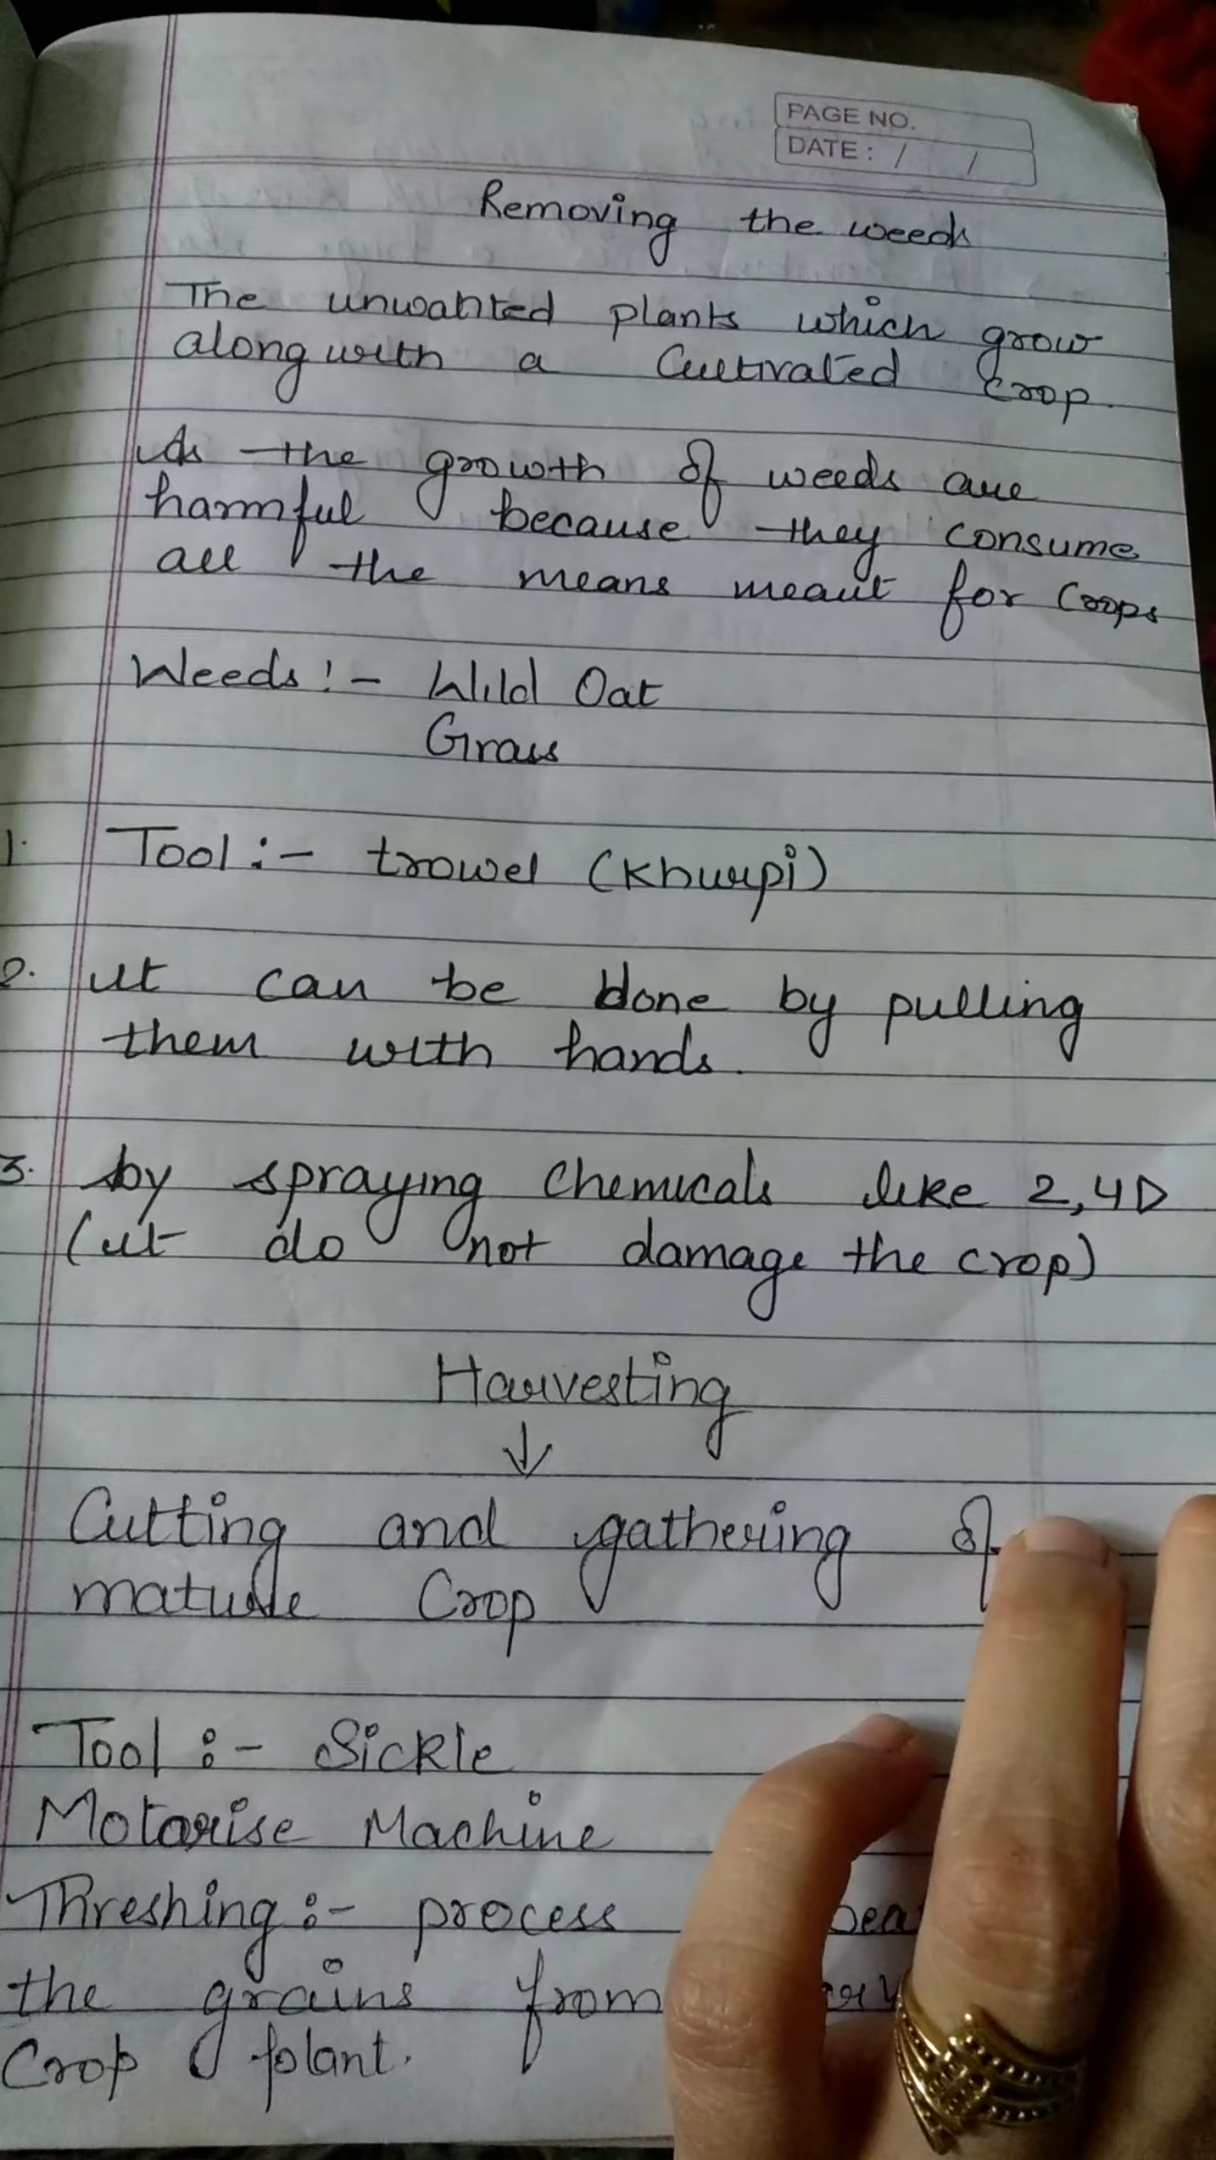 PAGE NO.
DATE: / /
Removing the weeds
The unwanted plants which grow
along with a Cultivated crop.
As the growth of weeds are
harmful because they consume
all the means meant for Crops
Weeds:- Wild Oat
Grass
1. Tool:- trowel (Khurpi)
2. It can be done by pulling
them with hands.
3. by spraying chemicals like 2,4D
(it do not damage the crop)
Harvesting
↓
Cutting and gathering of
mature Crop
Tool:- Sickle
Motorise Machine
Threshing:- process
the grains from
Crop plant.